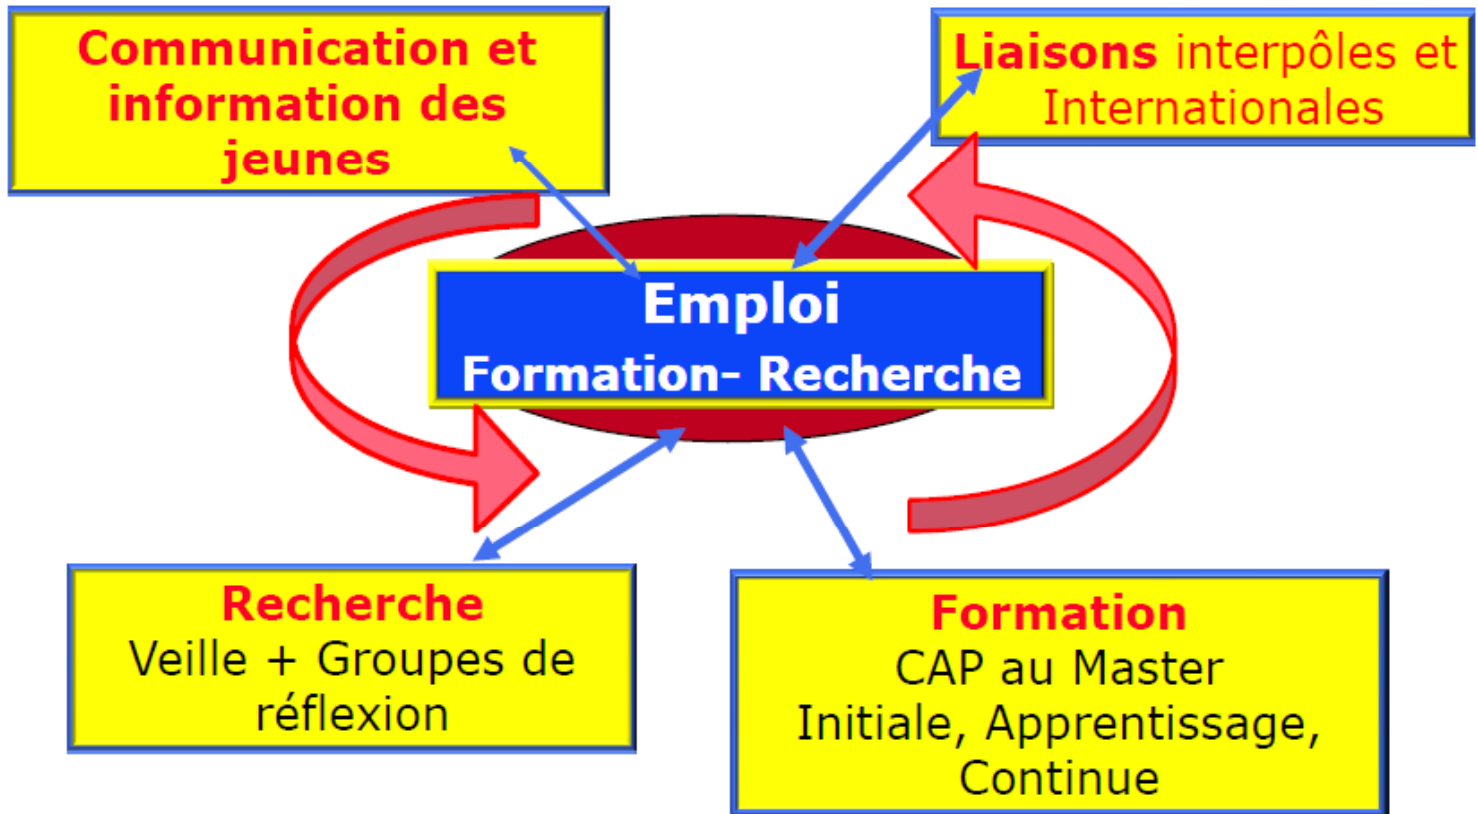 Communication et
information des
jeunes
Liaisons interpôles et
Internationales
Emploi
Formation- Recherche
Recherche
Veille + Groupes de
réflexion
Formation
CAP au Master
Initiale, Apprentissage,
Continue